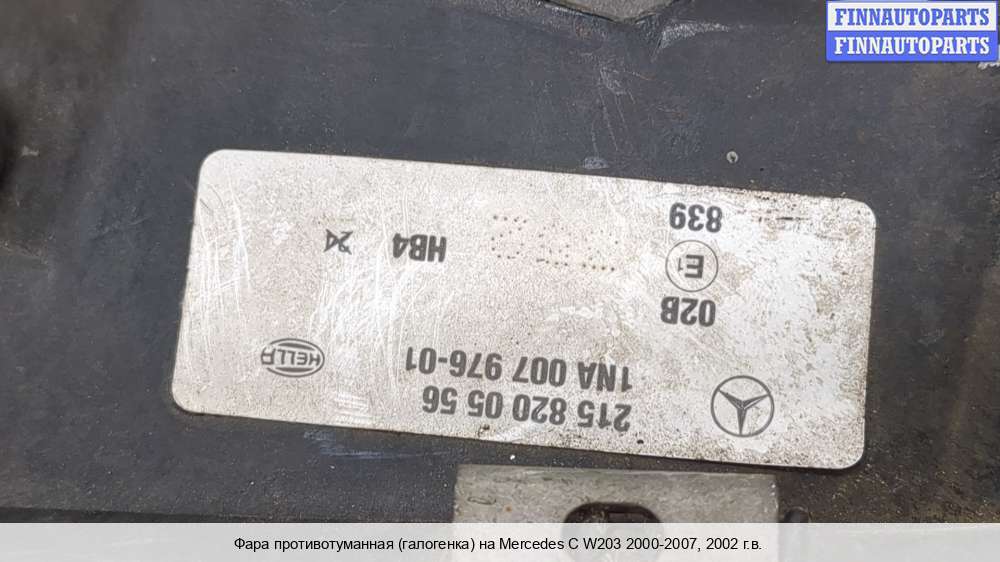 FINNAUTOPARTS
FINNAUTOPARTS
215 820 05 56
1NA 007 976-01
HELLA
02B
E1
HB4
24
839
Фара противотуманная (галогенка) на Mercedes C W203 2000-2007, 2002 г.в.